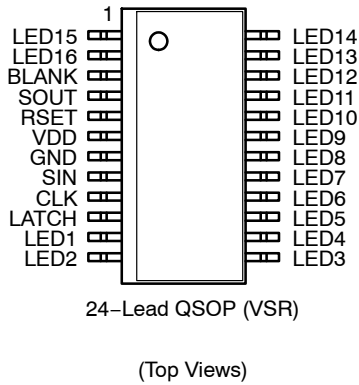 1
LED15 LED14
LED16 LED13
BLANK LED12
SOUT LED11
RSET LED10
VDD LED9
GND LED8
SIN LED7
CLK LED6
LATCH LED5
LED1 LED4
LED2 LED3
24−Lead QSOP (VSR)
(Top Views)